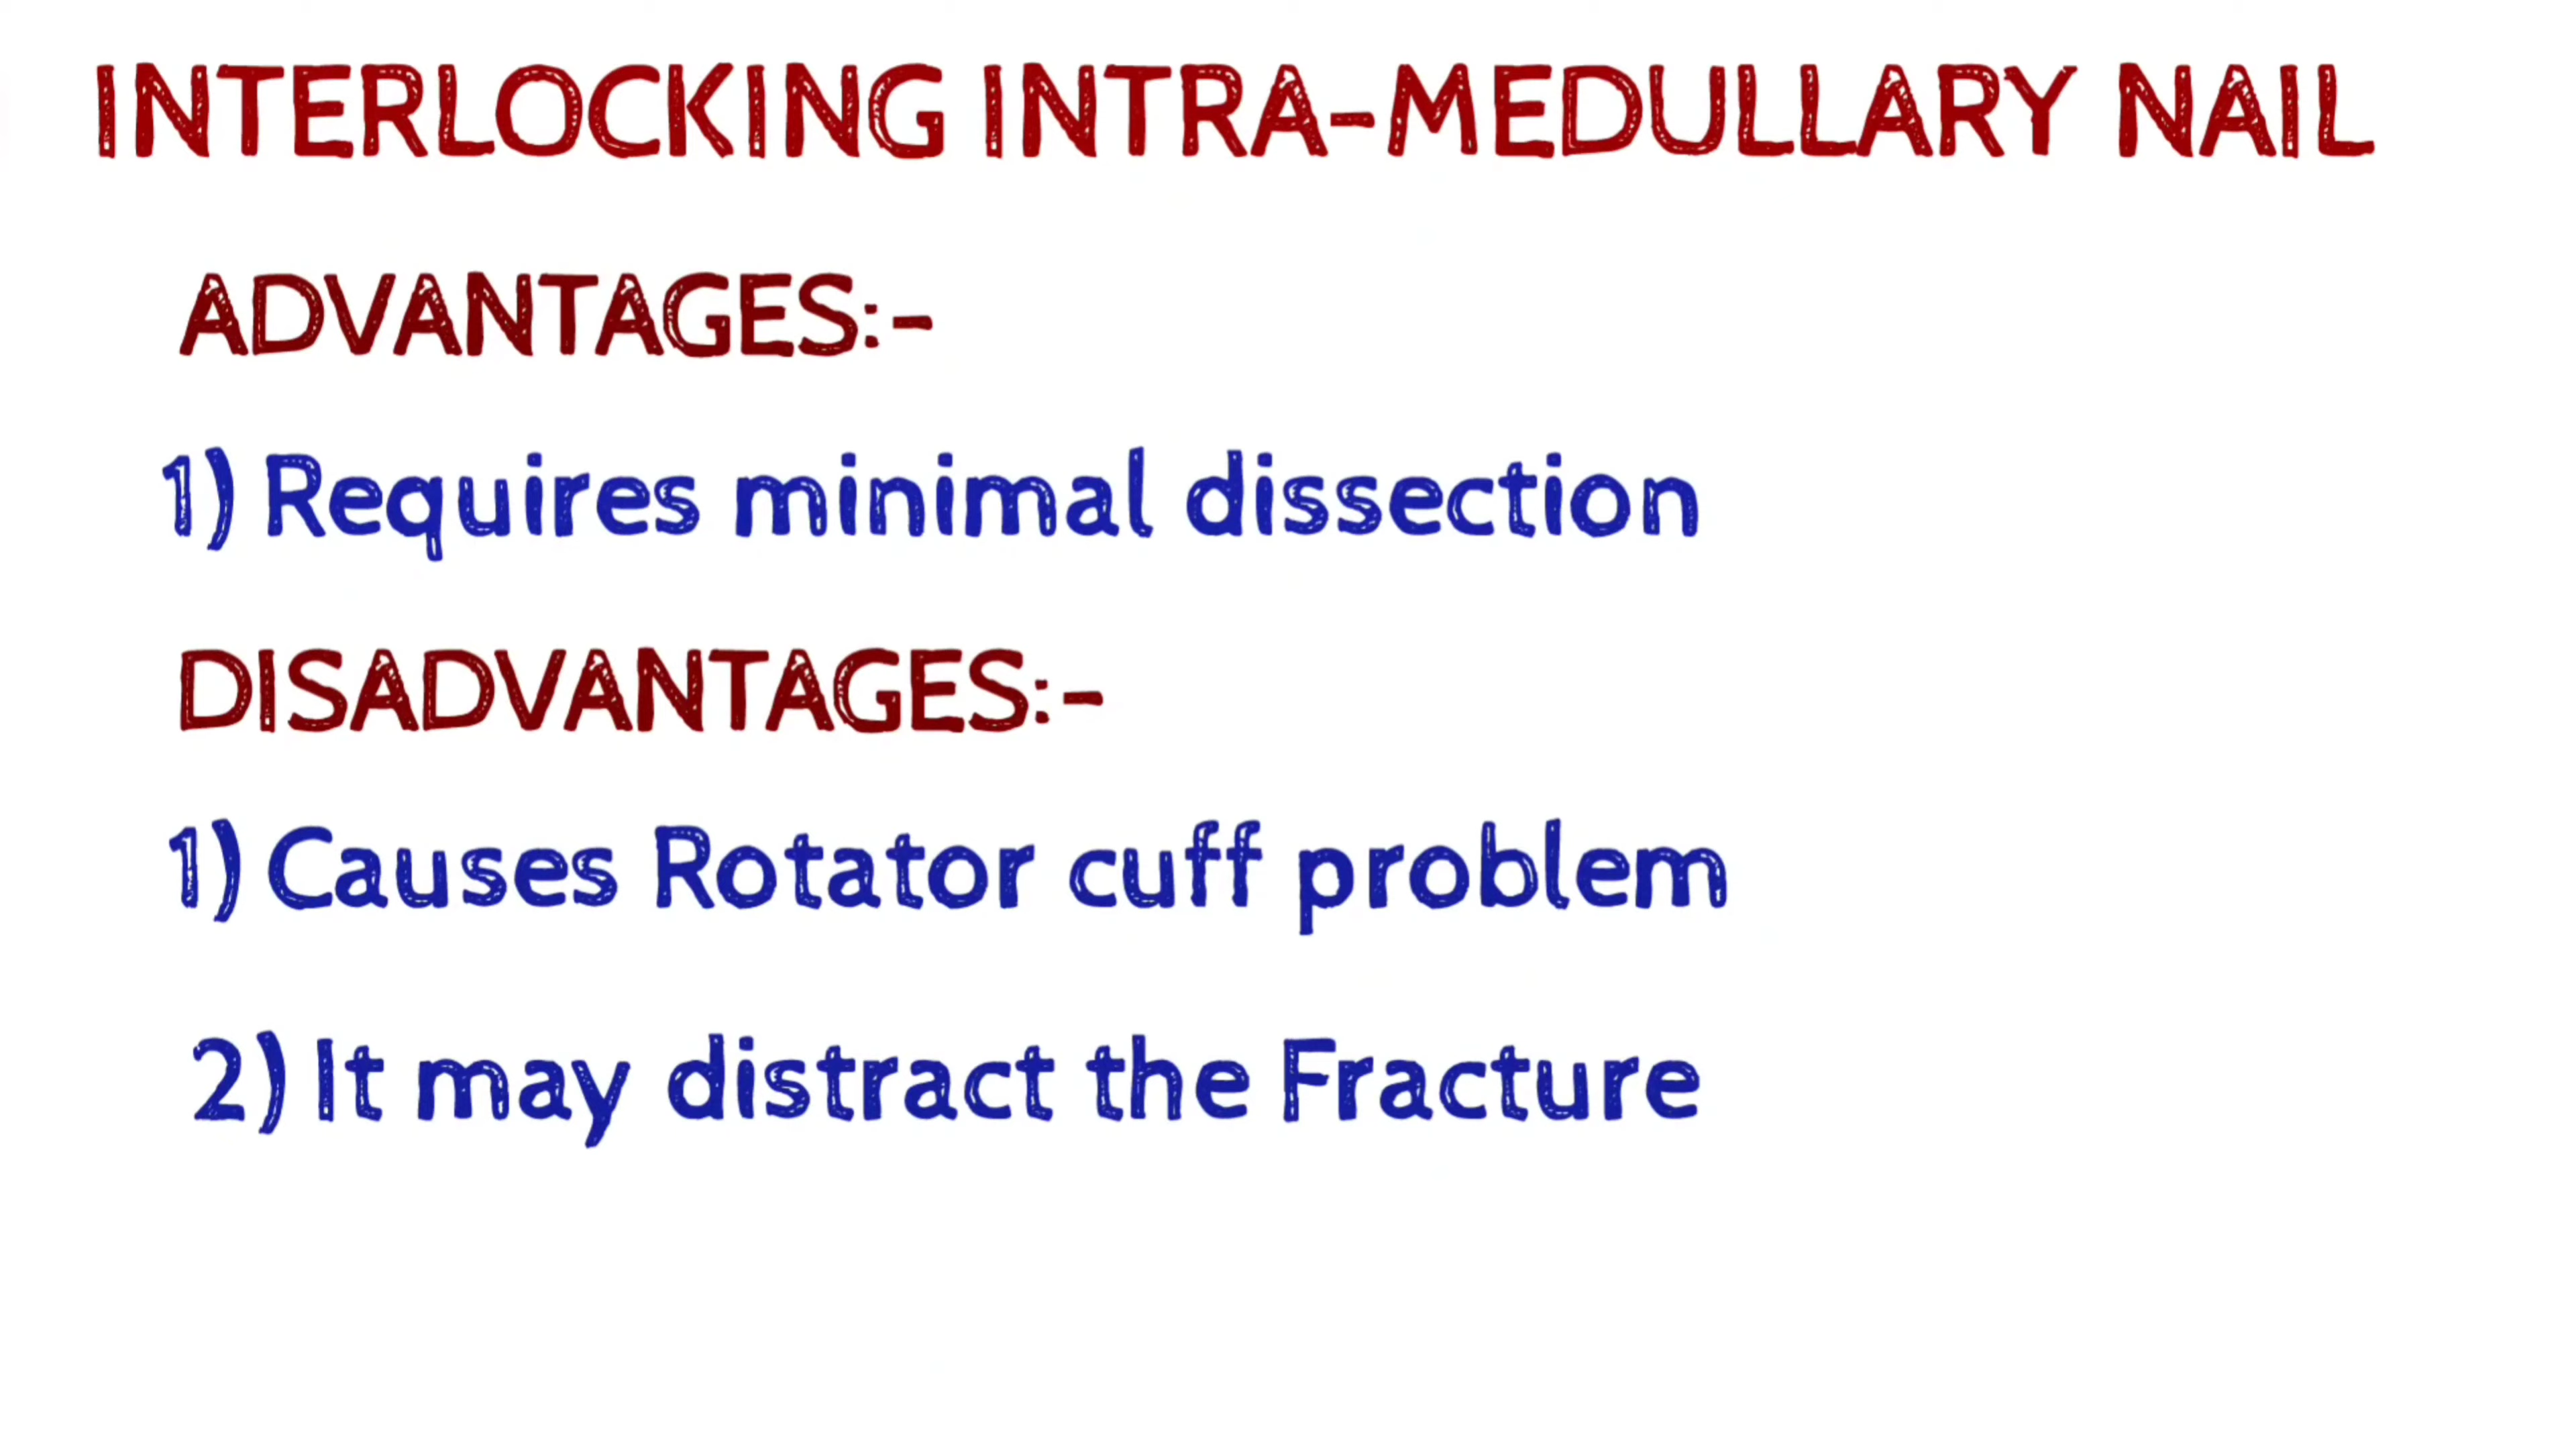 INTERLOCKING INTRA-MEDULLARY NAIL
ADVANTAGES:-
1) Requires minimal dissection
DISADVANTAGES:-
1) Causes Rotator cuff problem
2) It may distract the Fracture